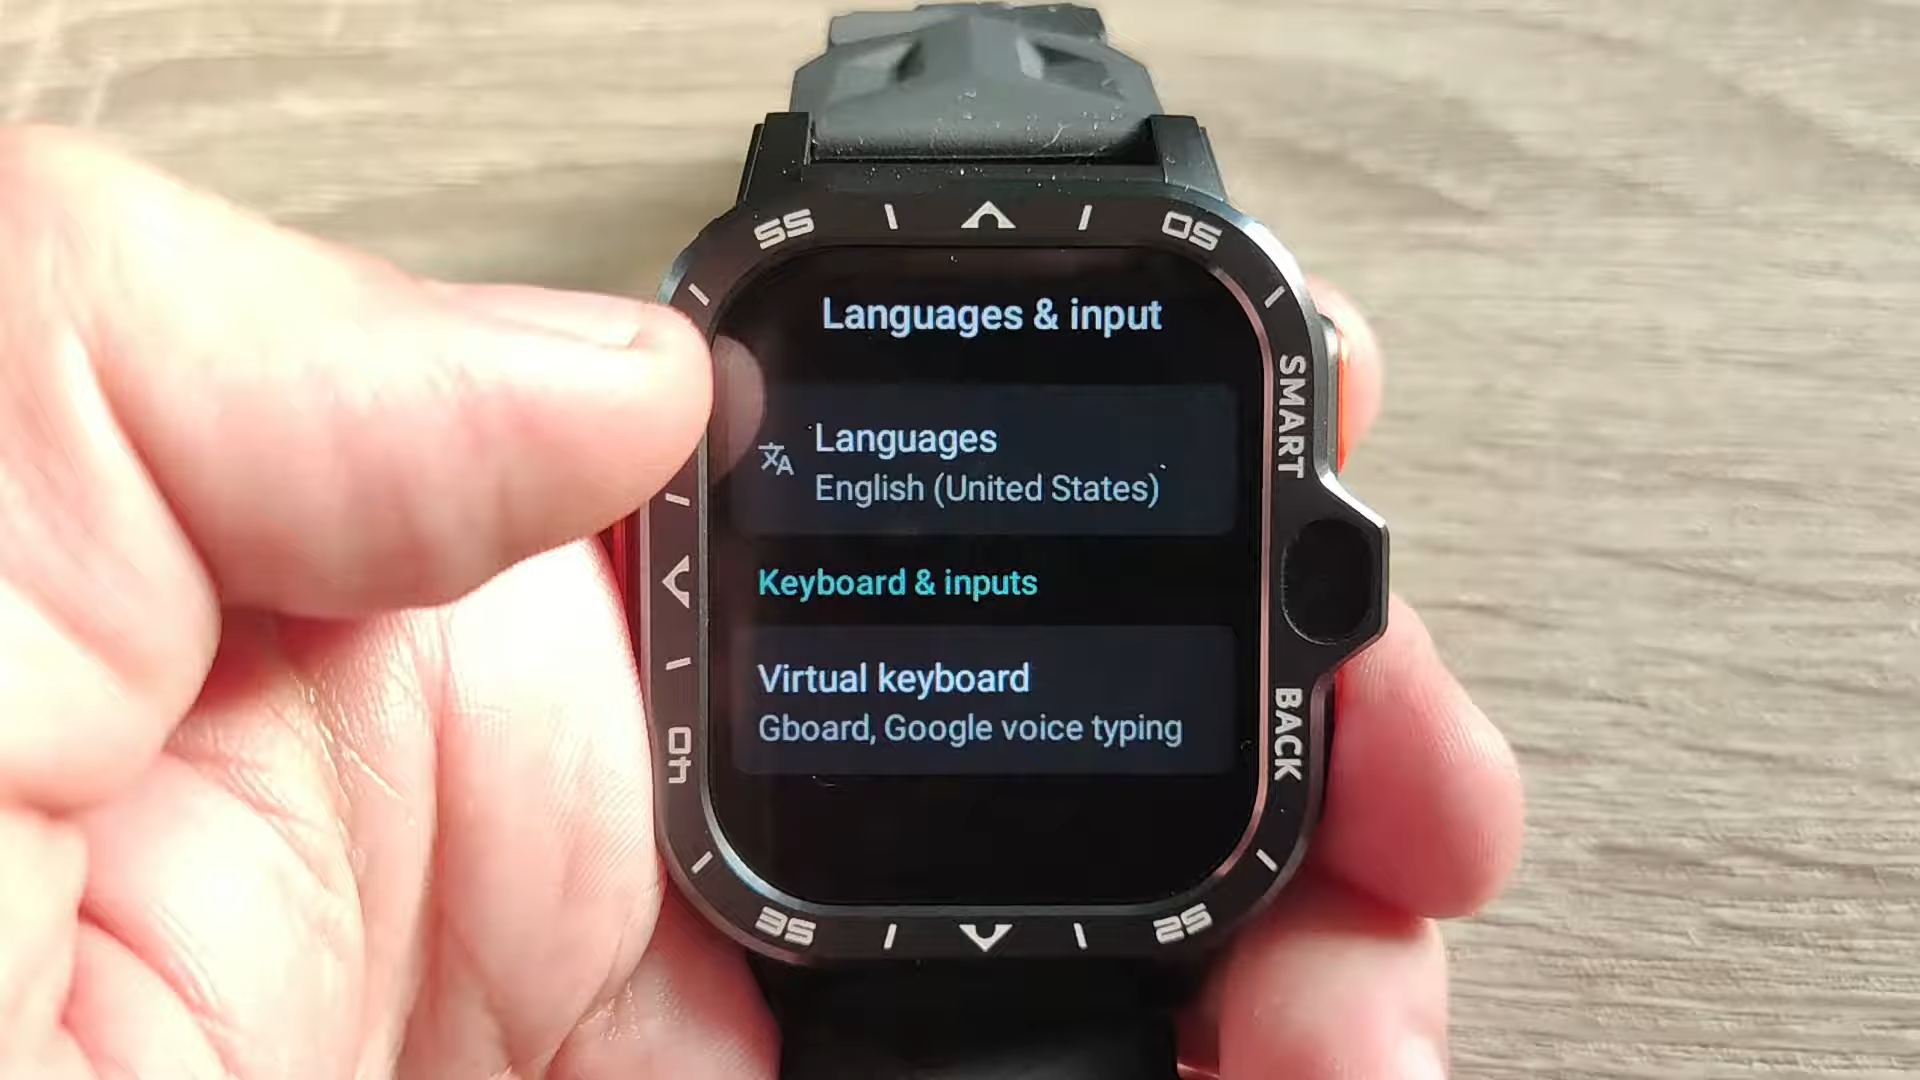 55 05
Languages & input
SMART
Languages
English (United States)
Keyboard & inputs
Virtual keyboard
Gboard, Google voice typing
BACK
40
35 25